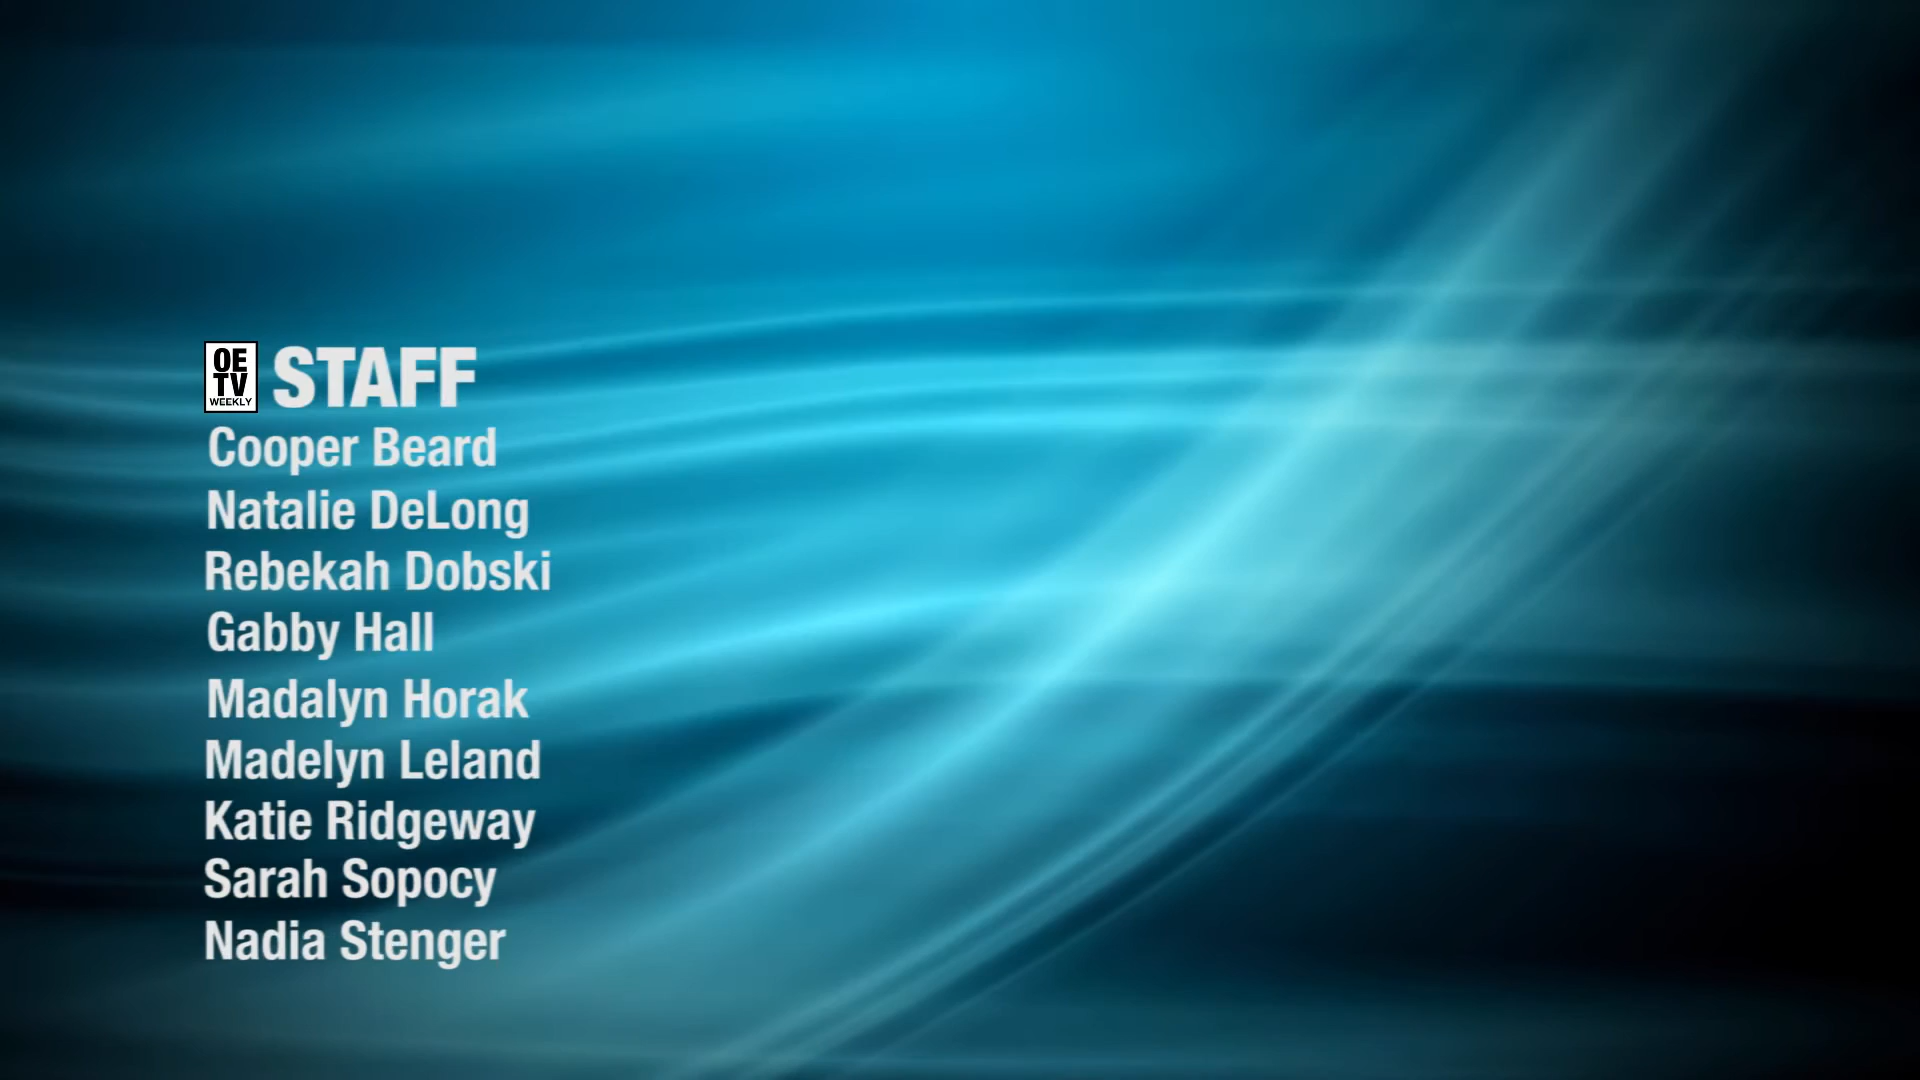 OE
TV
WEEKLY
STAFF
Cooper Beard
Natalie DeLong
Rebekah Dobski
Gabby Hall
Madalyn Horak
Madelyn Leland
Katie Ridgeway
Sarah Sopocy
Nadia Stenger